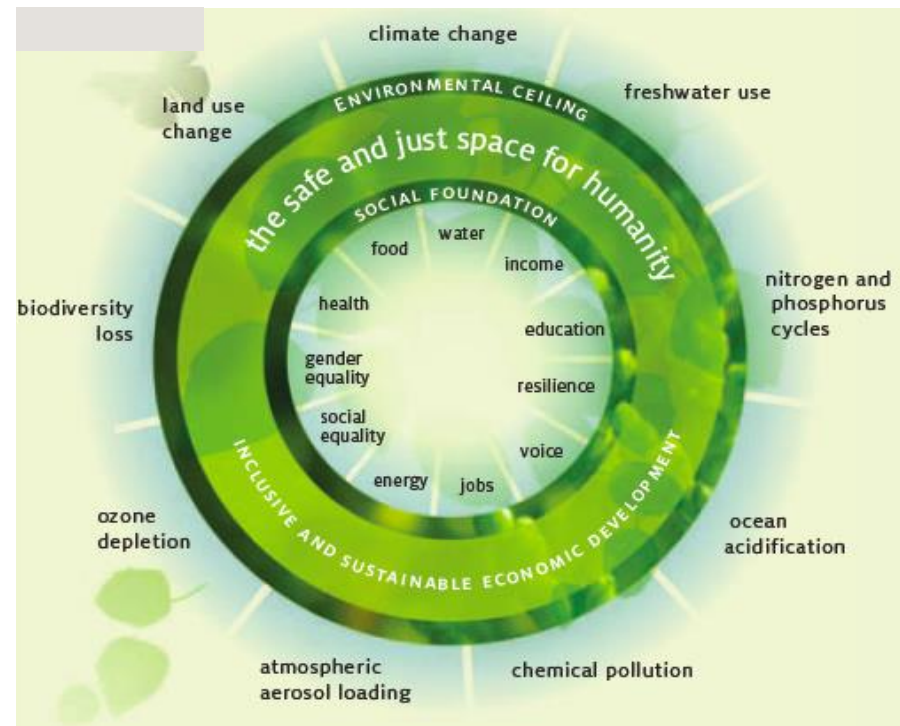 climate change
freshwater use
nitrogen and
phosphorus
cycles
ocean
acidification
chemical pollution
atmospheric
aerosol loading
ozone
depletion
biodiversity
loss
land use
change
ENVIRONMENTAL CEILING
the safe and just space for humanity
SOCIAL FOUNDATION
water
income
education
resilience
voice
jobs
energy
social
equality
gender
equality
health
food
INCLUSIVE AND SUSTAINABLE ECONOMIC DEVELOPMENT